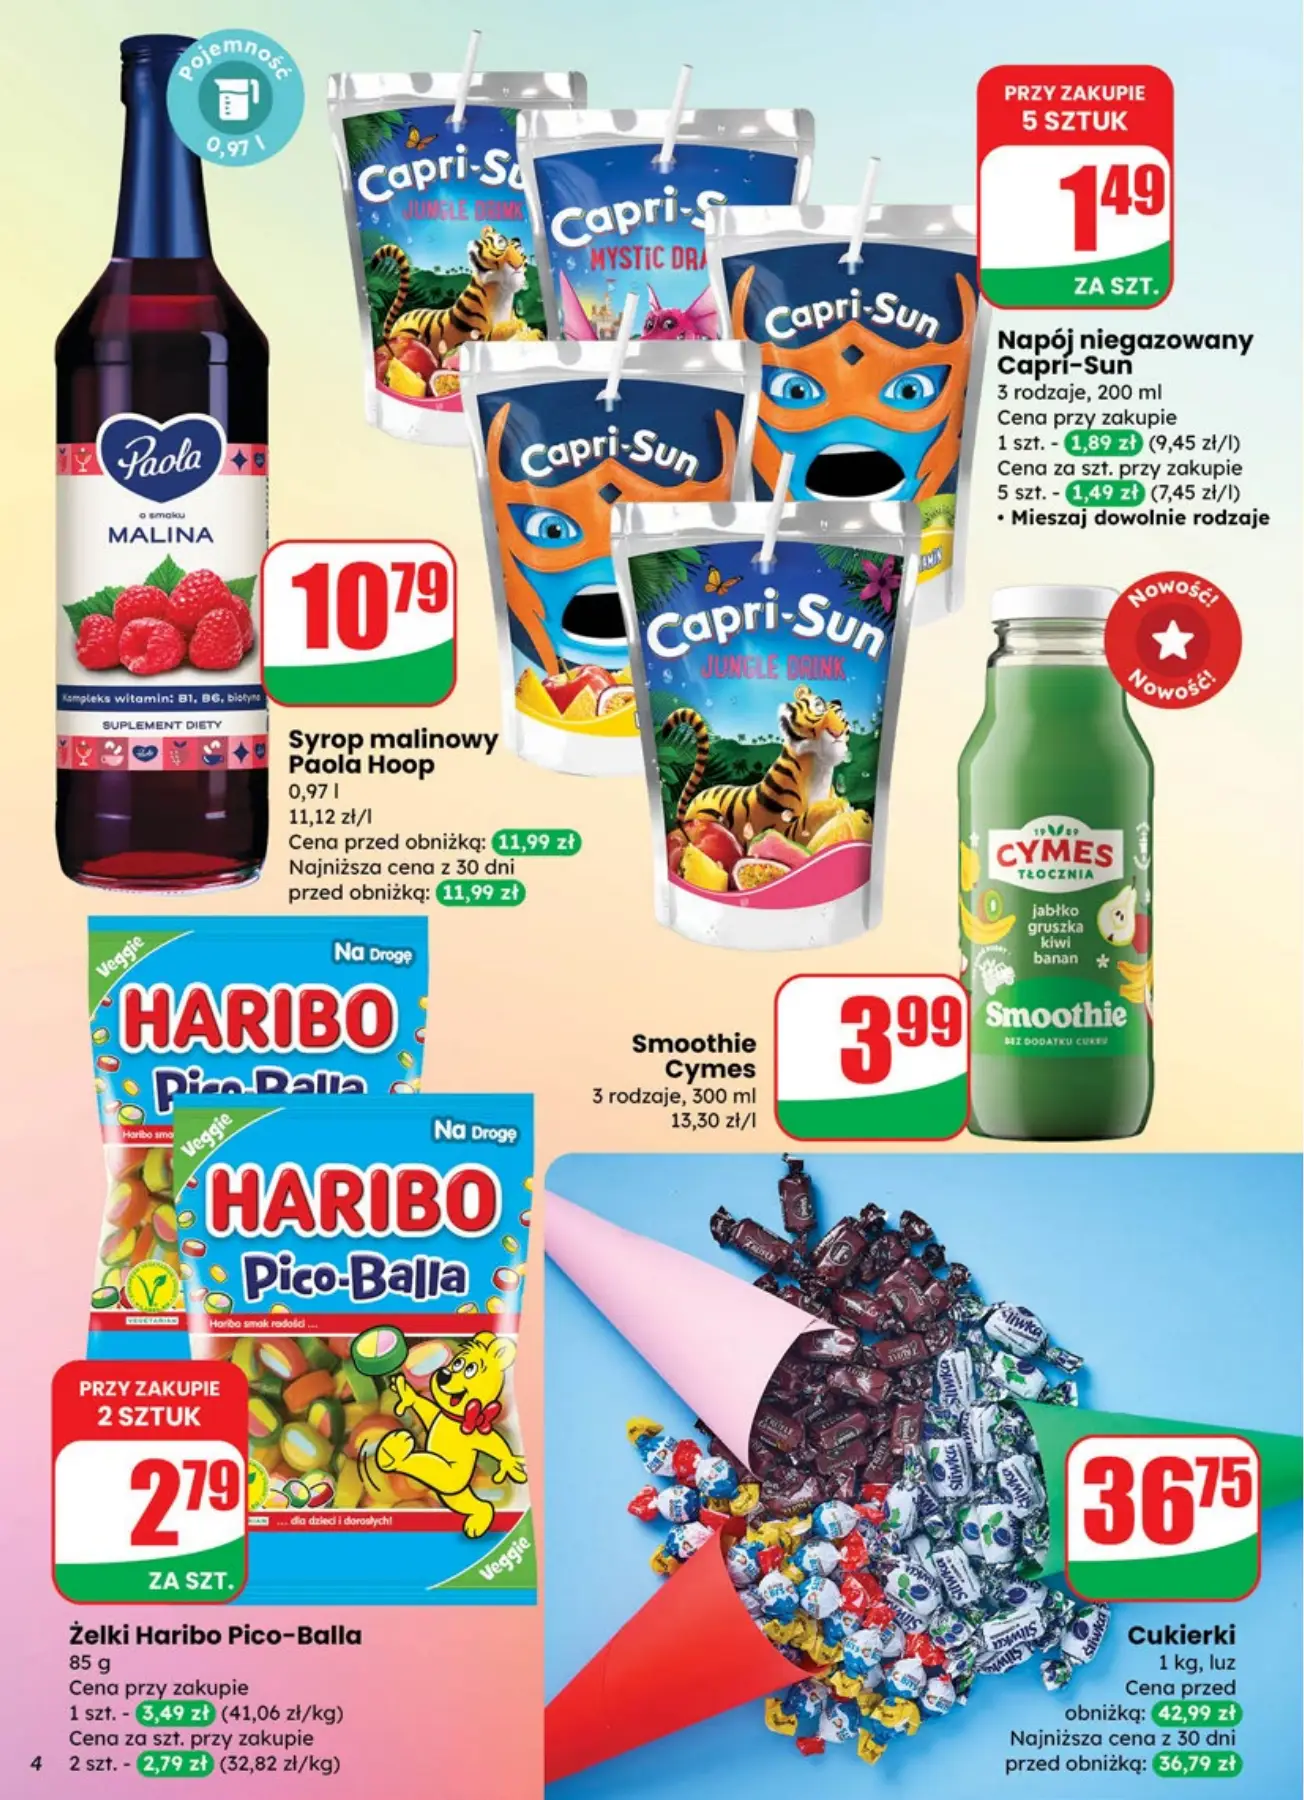 Pojemność
0,97 l
Paola
o smaku
MALINA
Kompleks witamin: B1, B6, biotyna
SUPLEMENT DIETY
10 79
Syrop malinowy
Paola Hoop
0,97 l
11,12 zł/l
Cena przed obniżką: 11,99 zł
Najniższa cena z 30 dni
przed obniżką: 11,99 zł
Capri-Su
JUNGLE DRINK
Capri-S
MYSTIC DRA
Capri-Sun
Capri-Sun
Capri-Sun
JUNGLE DRINK
PRZY ZAKUPIE
5 SZTUK
1 49
ZA SZT.
Napój niegazowany
Capri-Sun
3 rodzaje, 200 ml
Cena przy zakupie
1 szt. - 1,89 zł (9,45 zł/l)
Cena za szt. przy zakupie
5 szt. - 1,49 zł (7,45 zł/l)
• Mieszaj dowolnie rodzaje
Nowość!
Nowość!
1989
CYMES
TŁOCZNIA
jabłko
gruszka
kiwi
banan
Smoothie
BEZ DODATKU CUKRU
3 99
Smoothie
Cymes
3 rodzaje, 300 ml
13,30 zł/l
Veggie
Na Drogę
HARIBO
Pico-Balla
Haribo sma
VEGETARIAN
Veggie
Na Drogę
HARIBO
Pico-Balla
Haribo smak radości ...
... dla dzieci i dorosłych!
Veggie
PRZY ZAKUPIE
2 SZTUK
2 79
ZA SZT.
Żelki Haribo Pico-Balla
85 g
Cena przy zakupie
1 szt. - 3,49 zł (41,06 zł/kg)
Cena za szt. przy zakupie
2 szt. - 2,79 zł (32,82 zł/kg)
Śliwka
Śliwka
Śliwka
Śliwka
36 75
Cukierki
1 kg, luz
Cena przed
obniżką: 42,99 zł
Najniższa cena z 30 dni
przed obniżką: 36,79 zł
4